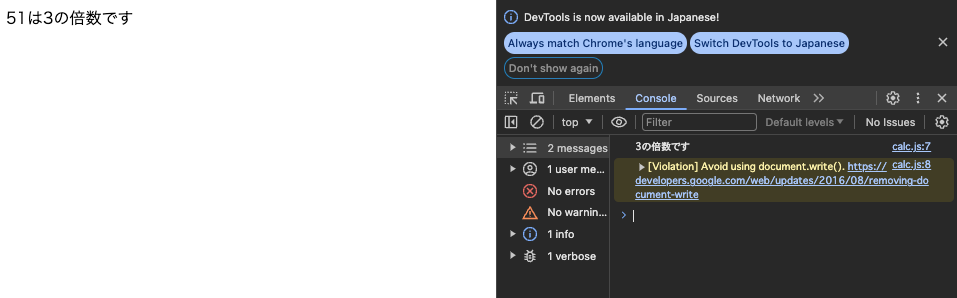 51は3の倍数です
DevTools is now available in Japanese!
Always match Chrome's language Switch DevTools to Japanese
Don't show again
Elements Console Sources Network
top Filter Default levels No Issues
2 messages
1 user me...
No errors
No warnin...
1 info
1 verbose
3の倍数です calc.js:7
[Violation] Avoid using document.write(). https:// calc.js:8
developers.google.com/web/updates/2016/08/removing-do
cument-write